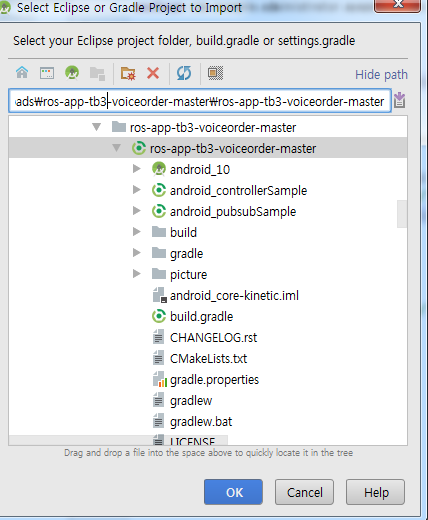 Select Eclipse or Gradle Project to Import
Select your Eclipse project folder, build.gradle or settings.gradle
Hide path
ads₩ros-app-tb3-voiceorder-master₩ros-app-tb3-voiceorder-master
ros-app-tb3-voiceorder-master
ros-app-tb3-voiceorder-master
android_10
android_controllerSample
android_pubsubSample
build
gradle
picture
android_core-kinetic.iml
build.gradle
CHANGELOG.rst
CMakeLists.txt
gradle.properties
gradlew
gradlew.bat
LICENSE
Drag and drop a file into the space above to quickly locate it in the tree
OK
Cancel
Help